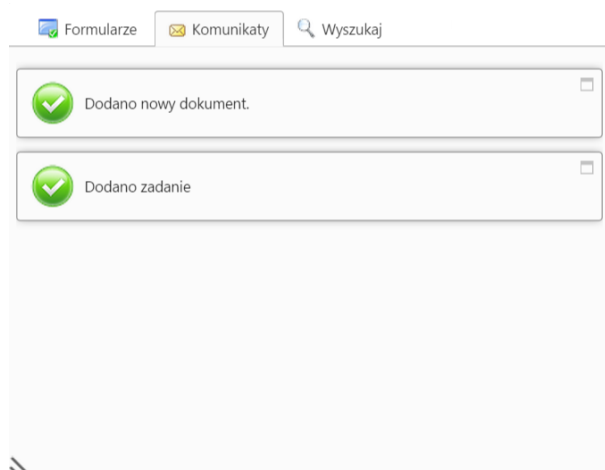 Formularze Komunikaty Wyszukaj
Dodano nowy dokument.
Dodano zadanie